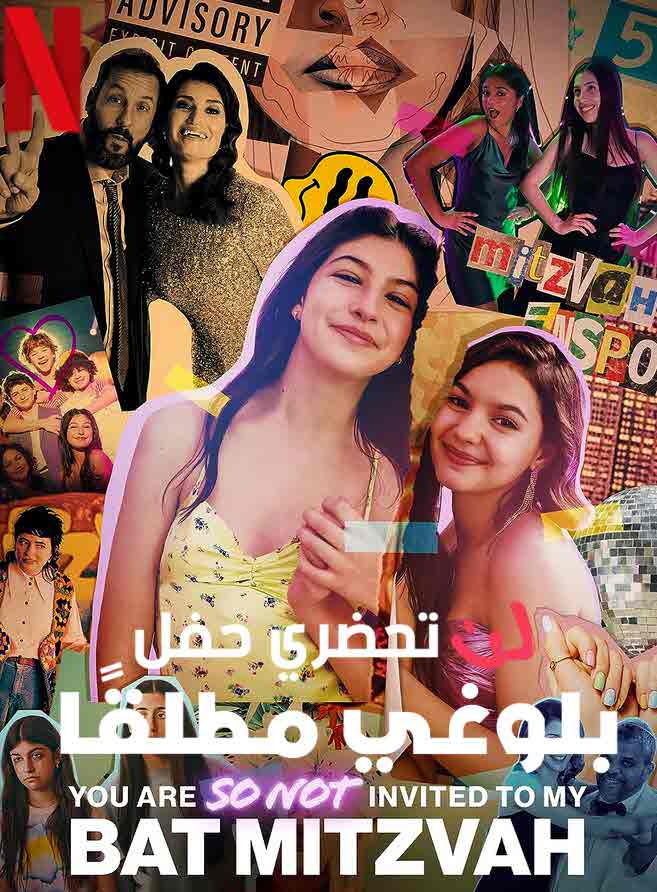 N
ADVISORY
EXPLICIT CONTENT
5
mitzvah
INSPO
لن تحضري حفل
بلوغي مطلقًا
YOU ARE SO NOT INVITED TO MY
BAT MITZVAH